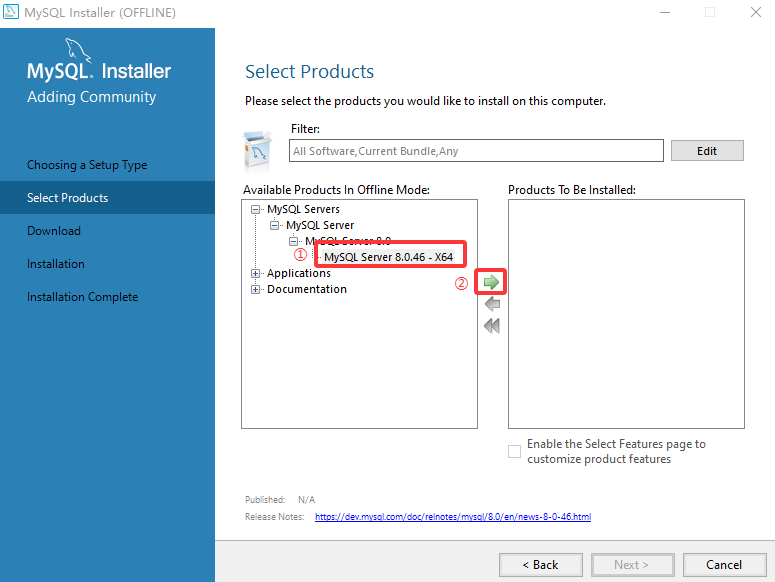 MySQL Installer (OFFLINE)
MySQL® Installer
Adding Community
Choosing a Setup Type
Select Products
Download
Installation
Installation Complete
Select Products
Please select the products you would like to install on this computer.
Filter:
All Software,Current Bundle,Any
Edit
Available Products In Offline Mode:
Products To Be Installed:
MySQL Servers
MySQL Server
MySQL Server 8.0
① MySQL Server 8.0.46 - X64
Applications
②
Documentation
Enable the Select Features page to
customize product features
Published: N/A
Release Notes: https://dev.mysql.com/doc/relnotes/mysql/8.0/en/news-8-0-46.html
< Back
Next >
Cancel